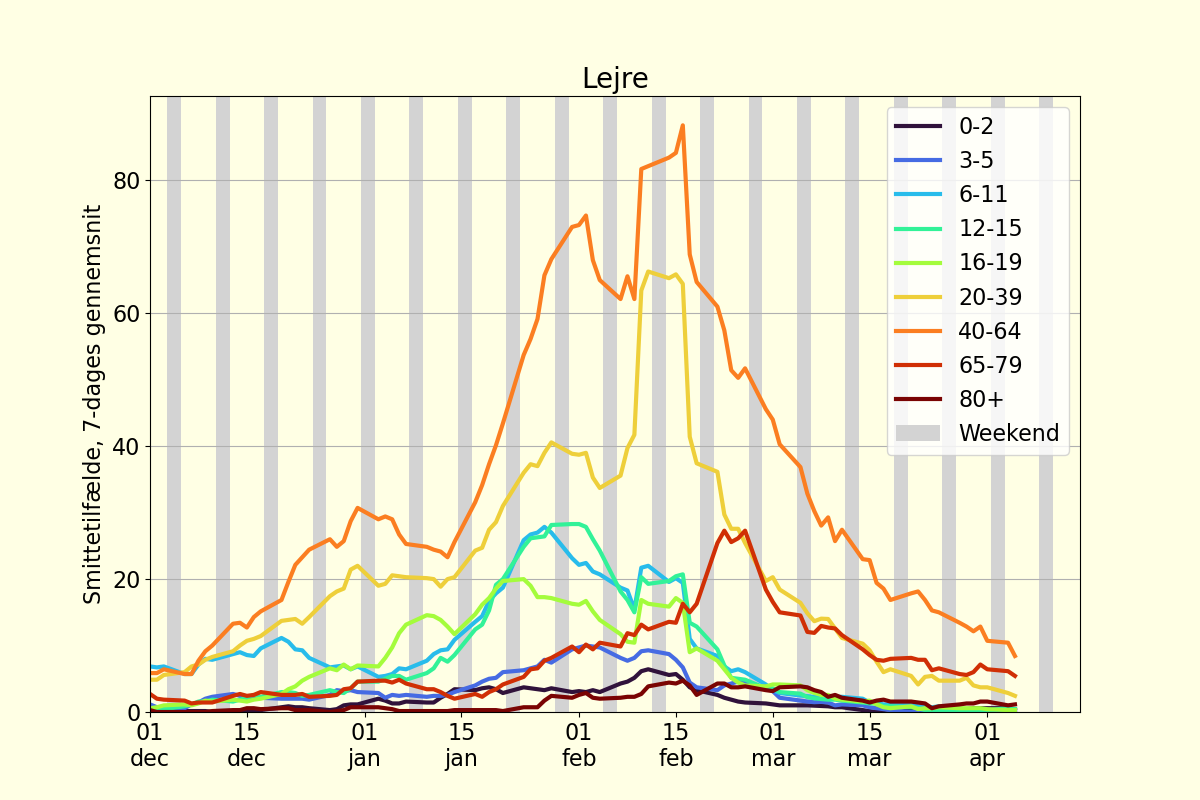 Lejre
Smittetilfælde, 7-dages gennemsnit
80
60
40
20
0
0-2
3-5
6-11
12-15
16-19
20-39
40-64
65-79
80+
Weekend
01 15 01 15 01 15 01 15 01
dec dec jan jan feb feb mar mar apr